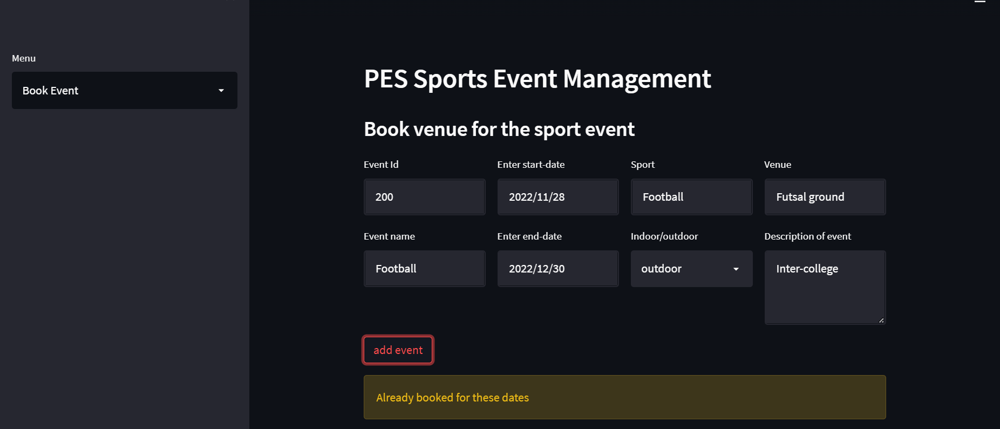 Menu
Book Event
PES Sports Event Management
Book venue for the sport event
Event Id
Enter start-date
Sport
Venue
200
2022/11/28
Football
Futsal ground
Event name
Enter end-date
Indoor/outdoor
Description of event
Football
2022/12/30
outdoor
Inter-college
add event
Already booked for these dates